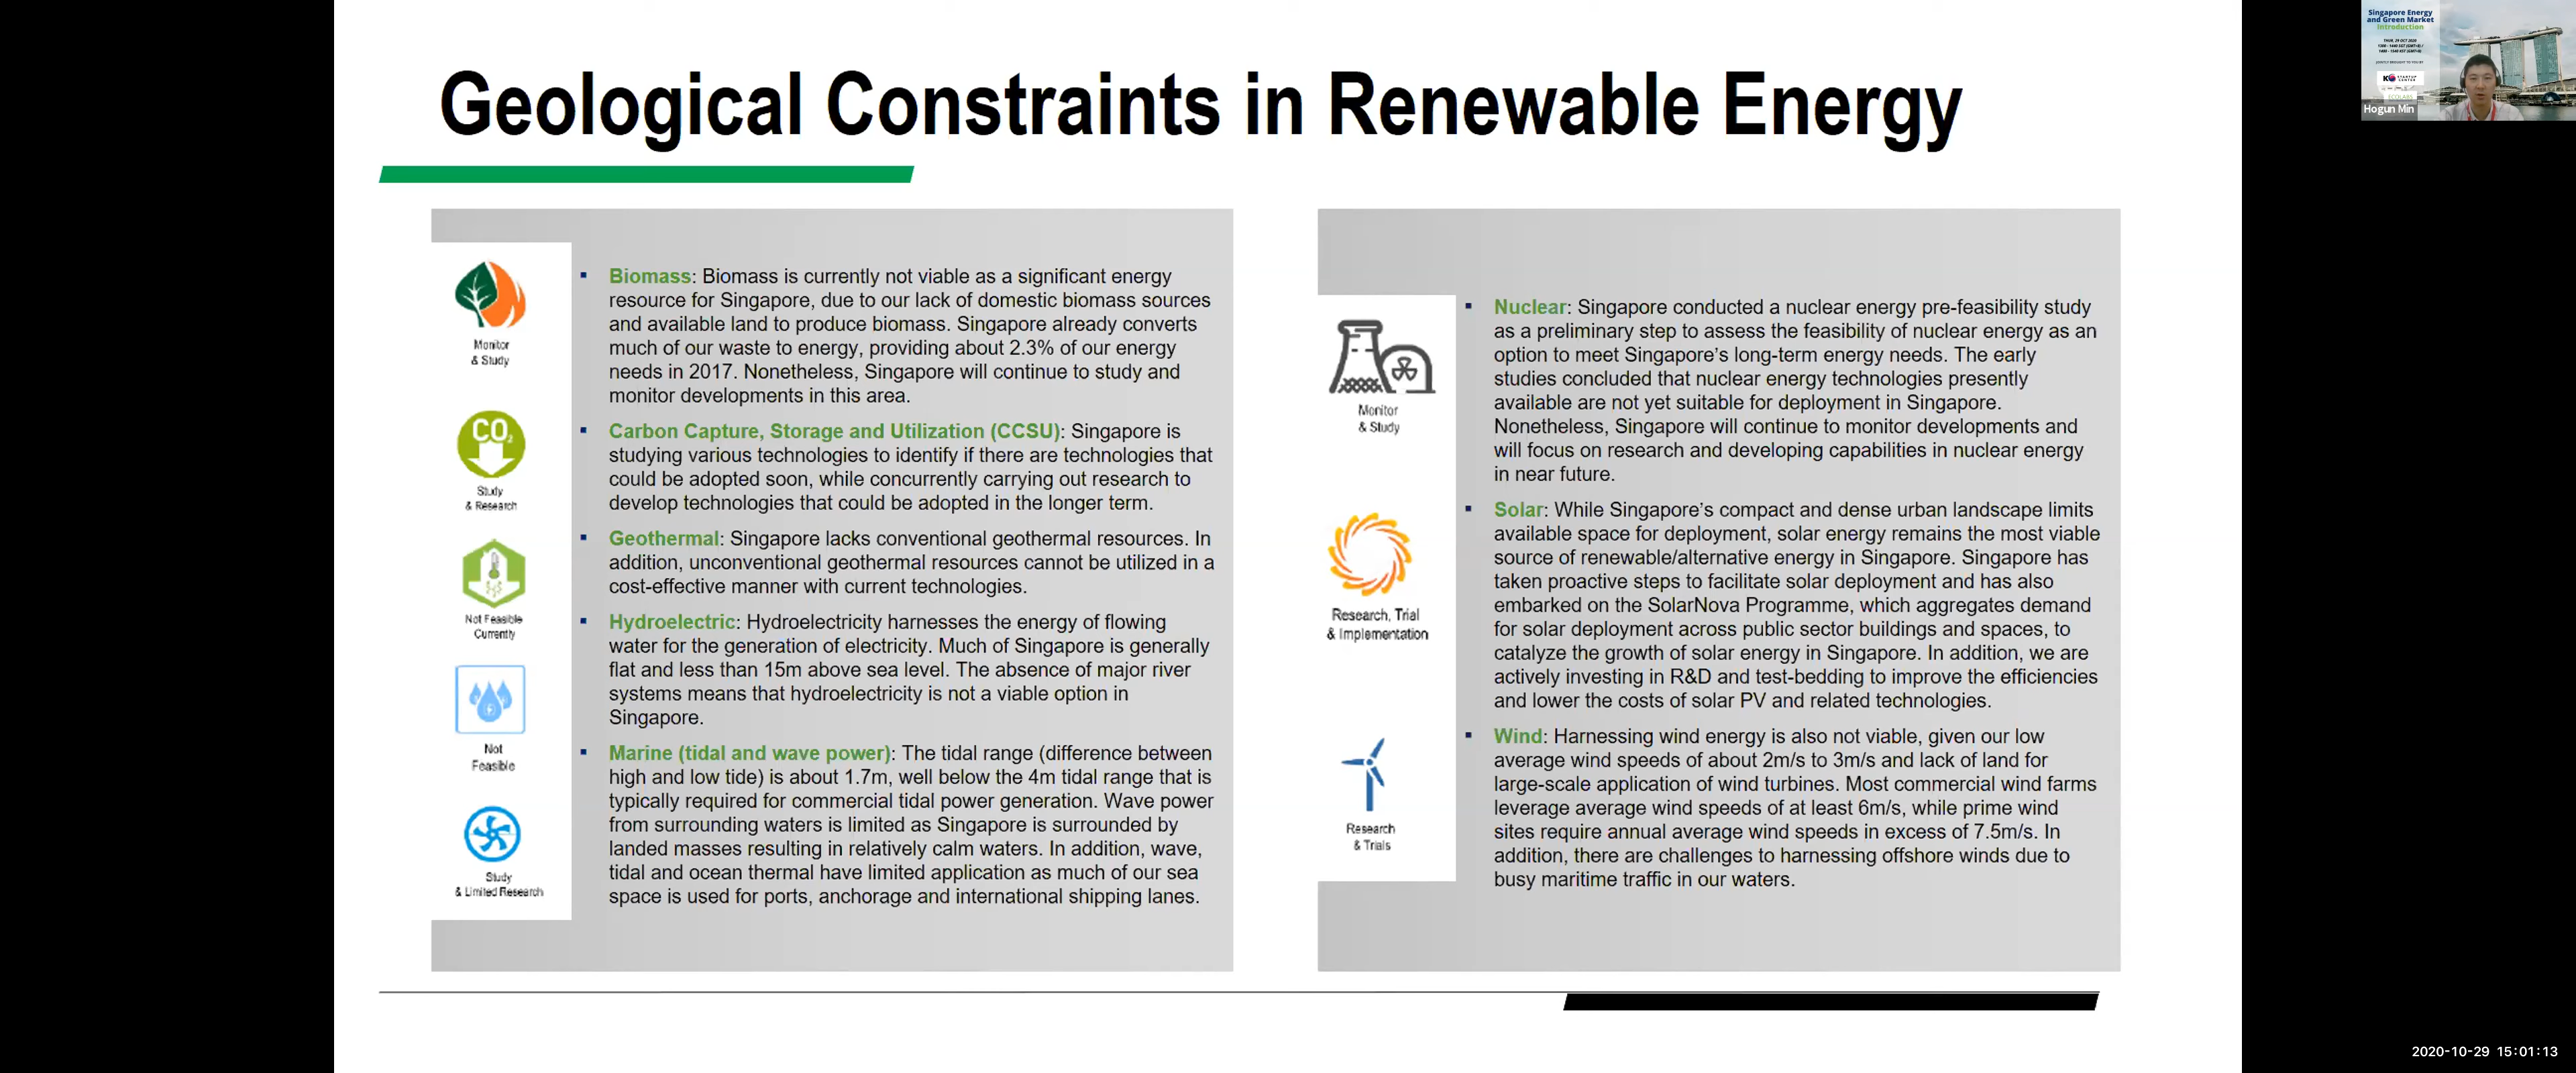 Geological Constraints in Renewable Energy
Monitor
& Study
Study
& Research
Not Feasible
Currently
Not
Feasible
Study
& Limited Research
▪ Biomass: Biomass is currently not viable as a significant energy
resource for Singapore, due to our lack of domestic biomass sources
and available land to produce biomass. Singapore already converts
much of our waste to energy, providing about 2.3% of our energy
needs in 2017. Nonetheless, Singapore will continue to study and
monitor developments in this area.
▪ Carbon Capture, Storage and Utilization (CCSU): Singapore is
studying various technologies to identify if there are technologies that
could be adopted soon, while concurrently carrying out research to
develop technologies that could be adopted in the longer term.
▪ Geothermal: Singapore lacks conventional geothermal resources. In
addition, unconventional geothermal resources cannot be utilized in a
cost-effective manner with current technologies.
▪ Hydroelectric: Hydroelectricity harnesses the energy of flowing
water for the generation of electricity. Much of Singapore is generally
flat and less than 15m above sea level. The absence of major river
systems means that hydroelectricity is not a viable option in
Singapore.
▪ Marine (tidal and wave power): The tidal range (difference between
high and low tide) is about 1.7m, well below the 4m tidal range that is
typically required for commercial tidal power generation. Wave power
from surrounding waters is limited as Singapore is surrounded by
landed masses resulting in relatively calm waters. In addition, wave,
tidal and ocean thermal have limited application as much of our sea
space is used for ports, anchorage and international shipping lanes.
CO2
Monitor
& Study
Research, Trial
& Implementation
Research
& Trials
▪ Nuclear: Singapore conducted a nuclear energy pre-feasibility study
as a preliminary step to assess the feasibility of nuclear energy as an
option to meet Singapore's long-term energy needs. The early
studies concluded that nuclear energy technologies presently
available are not yet suitable for deployment in Singapore.
Nonetheless, Singapore will continue to monitor developments and
will focus on research and developing capabilities in nuclear energy
in near future.
▪ Solar: While Singapore's compact and dense urban landscape limits
available space for deployment, solar energy remains the most viable
source of renewable/alternative energy in Singapore. Singapore has
taken proactive steps to facilitate solar deployment and has also
embarked on the SolarNova Programme, which aggregates demand
for solar deployment across public sector buildings and spaces, to
catalyze the growth of solar energy in Singapore. In addition, we are
actively investing in R&D and test-bedding to improve the efficiencies
and lower the costs of solar PV and related technologies.
▪ Wind: Harnessing wind energy is also not viable, given our low
average wind speeds of about 2m/s to 3m/s and lack of land for
large-scale application of wind turbines. Most commercial wind farms
leverage average wind speeds of at least 6m/s, while prime wind
sites require annual average wind speeds in excess of 7.5m/s. In
addition, there are challenges to harnessing offshore winds due to
busy maritime traffic in our waters.
Singapore Energy
and Green Market
Introduction
THUR, 29 OCT 2020
STARTUP
CENTER
ECOLABS
Hogun Min
2020-10-29 15:01:13